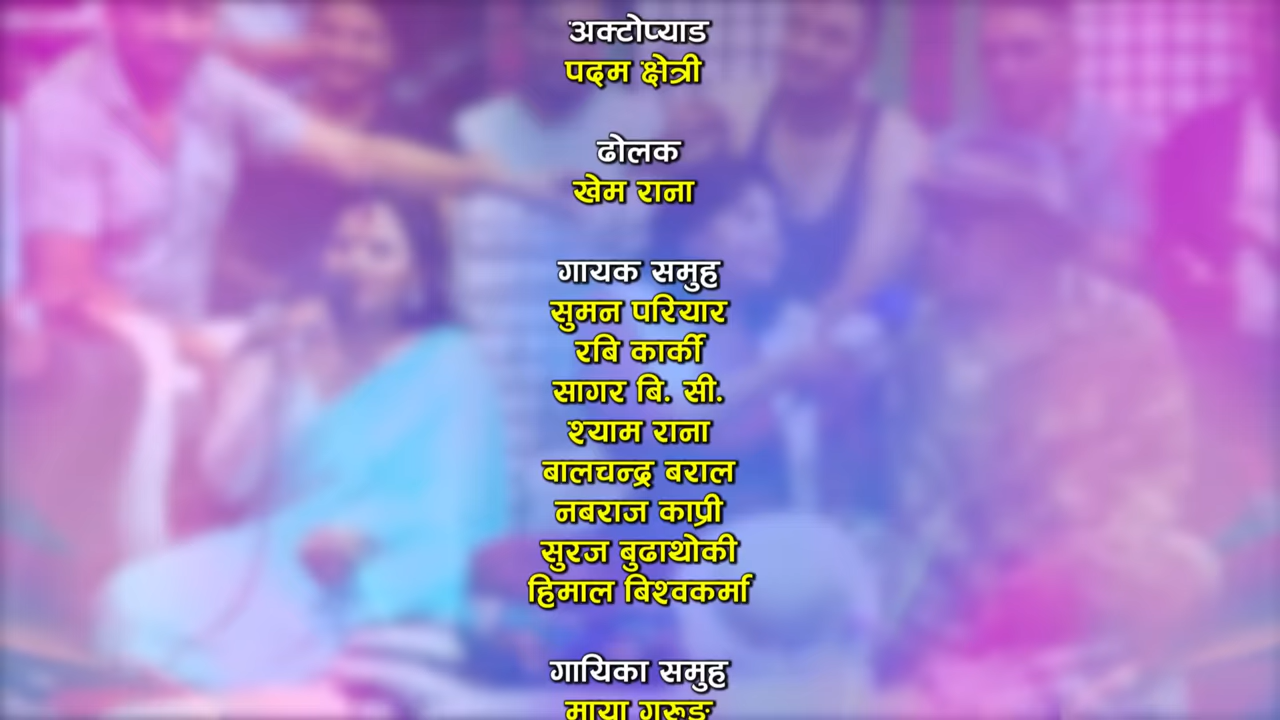 अक्टोप्याड
पदम क्षेत्री
ढोलक
खेम राना
गायक समुह
सुमन परियार
रबि कार्की
सागर बि. सी.
श्याम राना
बालचन्द्र बराल
नबराज काप्री
सुरज बुढाथोकी
हिमाल बिश्वकर्मा
गायिका समुह
माया गुरूङ